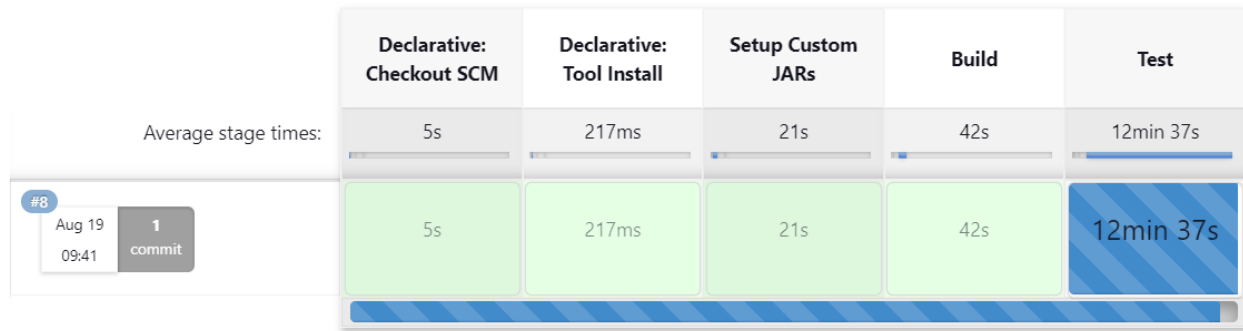 Declarative:
Checkout SCM
Declarative:
Tool Install
Setup Custom
JARs
Build
Test
Average stage times:
5s
217ms
21s
42s
12min 37s
#8
Aug 19
09:41
1
commit
5s
217ms
21s
42s
12min 37s